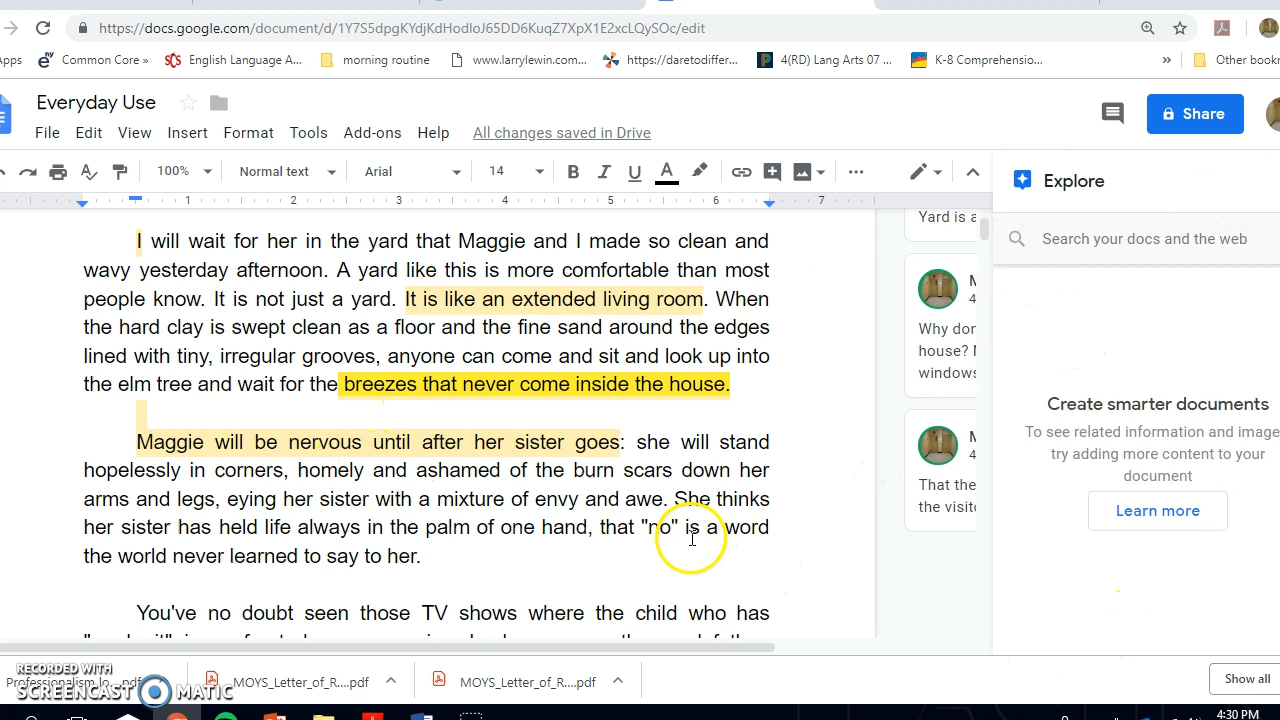 https://docs.google.com/document/d/1Y7S5dpgKYdjKdHodIoJ65DD6KuqZ7XpX1E2xcLQySOc/edit
Apps Common Core » English Language A... morning routine www.larrylewin.com... https://daretodiffer... 4(RD) Lang Arts 07 ... K-8 Comprehensio... » Other book
Everyday Use
Share
File Edit View Insert Format Tools Add-ons Help All changes saved in Drive
100% Normal text Arial 14 B I U A
Explore
1 2 3 4 5 6 7
Yard is a
Search your docs and the web
I will wait for her in the yard that Maggie and I made so clean and
wavy yesterday afternoon. A yard like this is more comfortable than most
people know. It is not just a yard. It is like an extended living room. When
the hard clay is swept clean as a floor and the fine sand around the edges
lined with tiny, irregular grooves, anyone can come and sit and look up into
the elm tree and wait for the breezes that never come inside the house.
Maggie will be nervous until after her sister goes: she will stand
hopelessly in corners, homely and ashamed of the burn scars down her
arms and legs, eying her sister with a mixture of envy and awe. She thinks
her sister has held life always in the palm of one hand, that "no" is a word
the world never learned to say to her.
You've no doubt seen those TV shows where the child who has
M
4
Why don
house? M
windows
M
4
That the
the visito
Create smarter documents
To see related information and image
try adding more content to your
document
Learn more
RECORDED WITH
SCREENCAST MATIC
MOYS_Letter_of_R....pdf
MOYS_Letter_of_R....pdf
Show all
4:30 PM